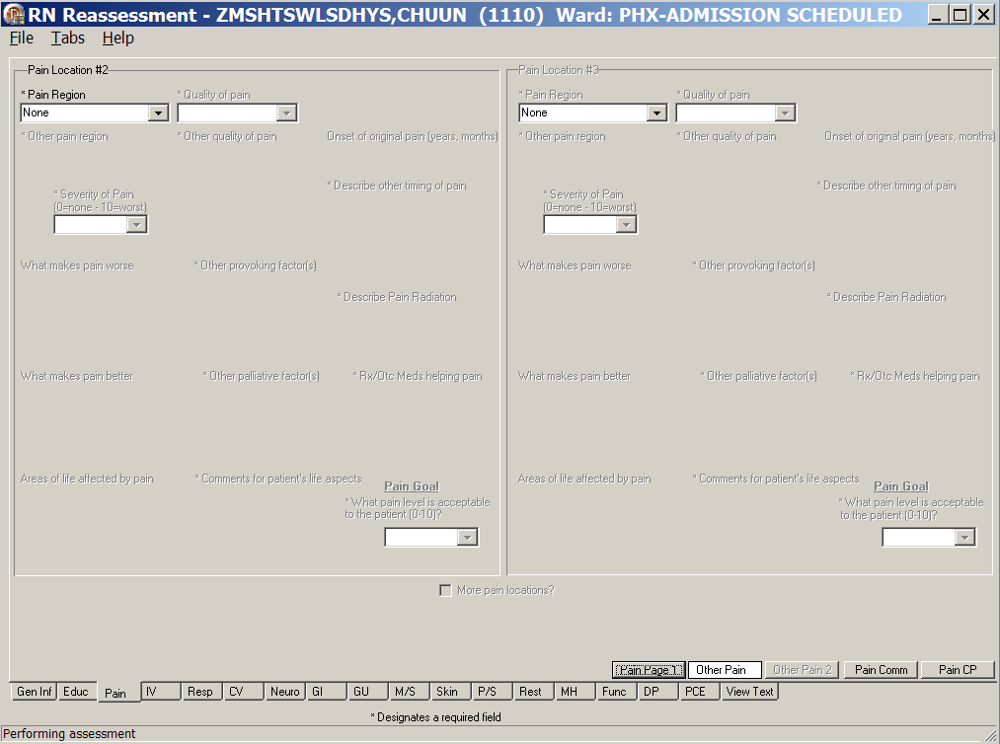 RN Reassessment - ZMSHTSWLSDHYS,CHUUN (1110) Ward: PHX-ADMISSION SCHEDULED
File Tabs Help
Pain Location #2
* Pain Region * Quality of pain
None
* Other pain region * Other quality of pain Onset of original pain (years, months)
* Describe other timing of pain
* Severity of Pain
(0=none - 10=worst)
What makes pain worse * Other provoking factor(s)
* Describe Pain Radiation
What makes pain better * Other palliative factor(s) * Rx/Otc Meds helping pain
Areas of life affected by pain * Comments for patient's life aspects
Pain Goal
* What pain level is acceptable
to the patient (0-10)?
Pain Location #3
* Pain Region * Quality of pain
None
* Other pain region * Other quality of pain Onset of original pain (years, months)
* Describe other timing of pain
* Severity of Pain
(0=none - 10=worst)
What makes pain worse * Other provoking factor(s)
* Describe Pain Radiation
What makes pain better * Other palliative factor(s) * Rx/Otc Meds helping pain
Areas of life affected by pain * Comments for patient's life aspects
Pain Goal
* What pain level is acceptable
to the patient (0-10)?
More pain locations?
Pain Page 1 Other Pain Other Pain 2 Pain Comm Pain CP
Gen Inf Educ Pain IV Resp CV Neuro GI GU M/S Skin P/S Rest MH Func DP PCE View Text
* Designates a required field
Performing assessment